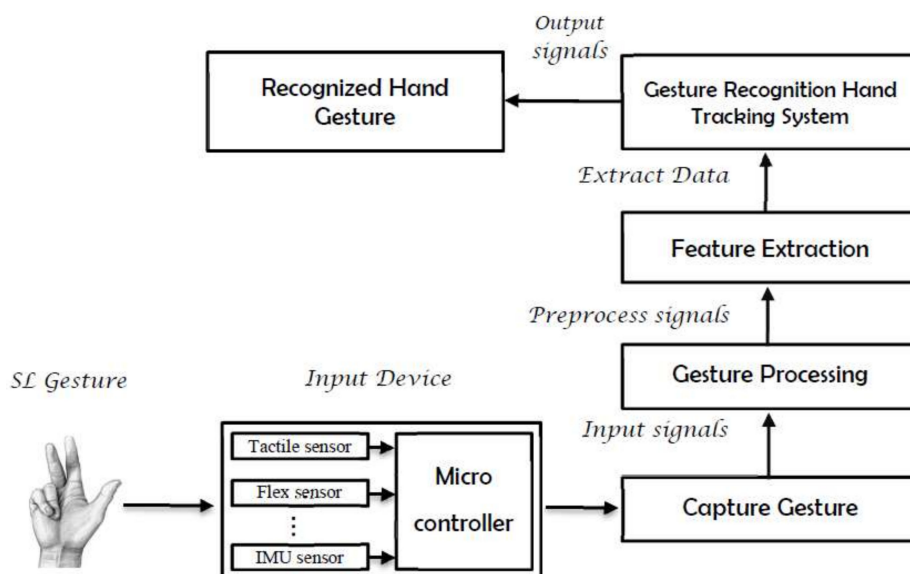 Output
signals
Recognized Hand
Gesture
Gesture Recognition Hand
Tracking System
Extract Data
Feature Extraction
Preprocess signals
Gesture Processing
SL Gesture
Input Device
Input signals
Tactile sensor
Flex sensor
⋮
IMU sensor
Micro
controller
Capture Gesture